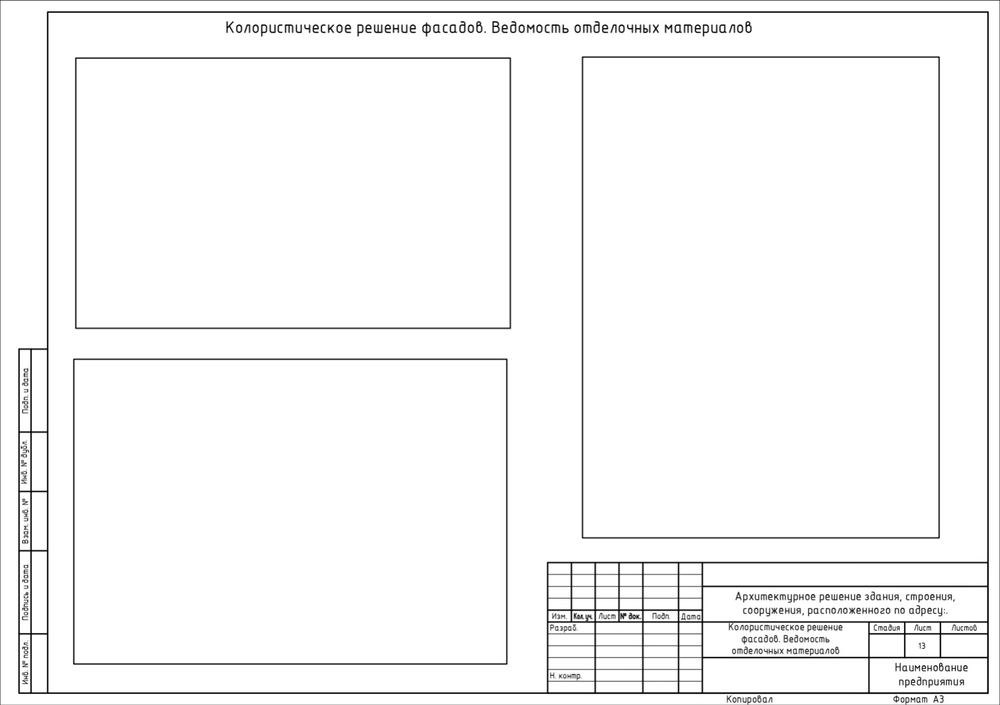 Колористическое решение фасадов. Ведомость отделочных материалов
Подп. и дата
Инв. № дубл.
Взам. инв. №
Подпись и дата
Инв. № подл.
Архитектурное решение здания, строения,
сооружения, расположенного по адресу:.
Изм. Кол. уч. Лист № док. Подп. Дата
Разраб.
Н. контр.
Колористическое решение
фасадов. Ведомость
отделочных материалов
Стадия Лист Листов
13
Наименование
предприятия
Копировал Формат А3